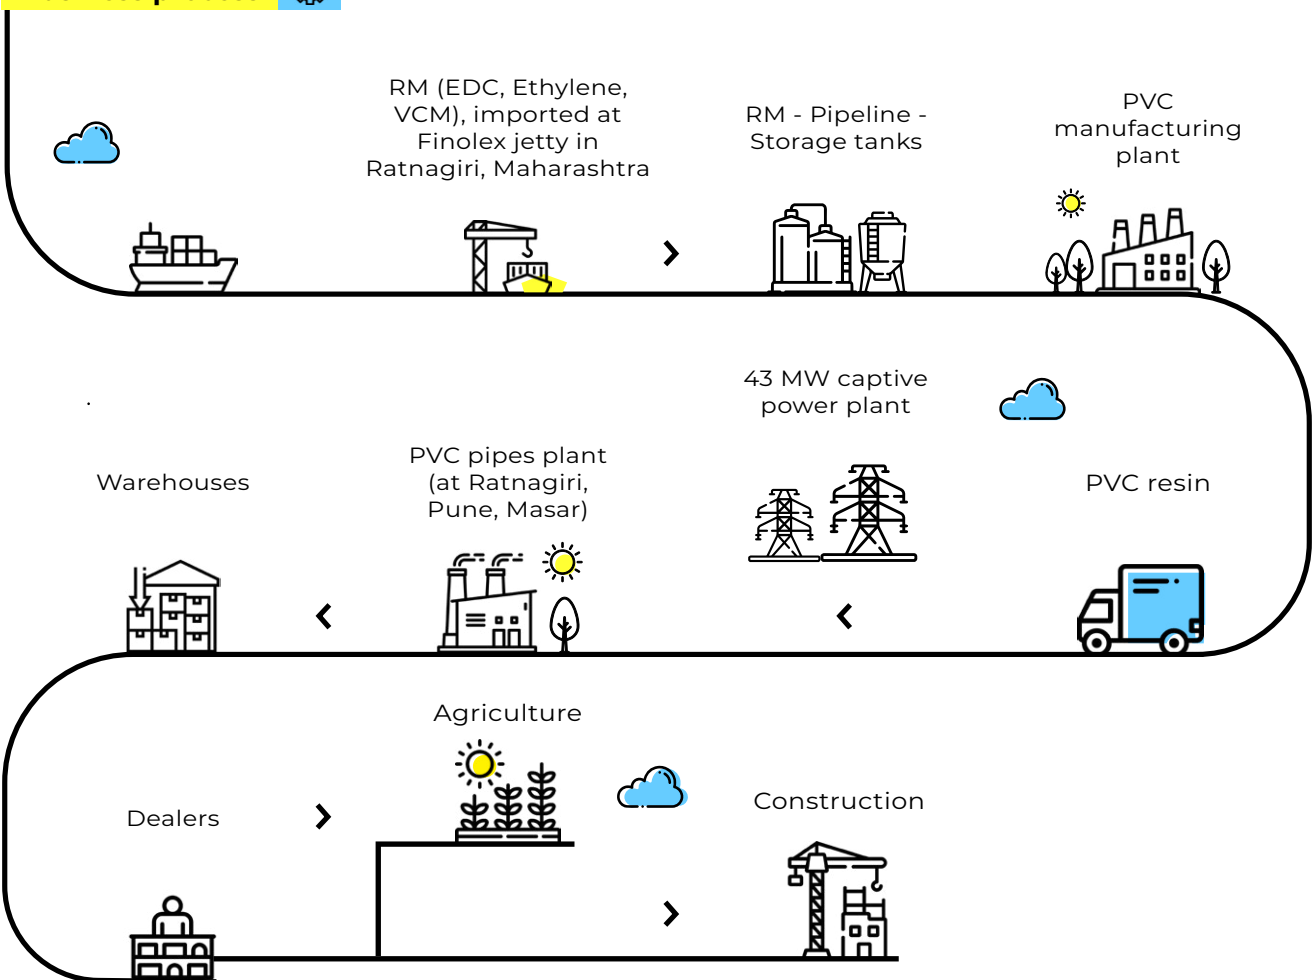 RM (EDC, Ethylene,
VCM), imported at
Finolex jetty in
Ratnagiri, Maharashtra
RM - Pipeline -
Storage tanks
PVC
manufacturing
plant
43 MW captive
power plant
PVC resin
PVC pipes plant
(at Ratnagiri,
Pune, Masar)
Warehouses
.
Agriculture
Dealers
Construction